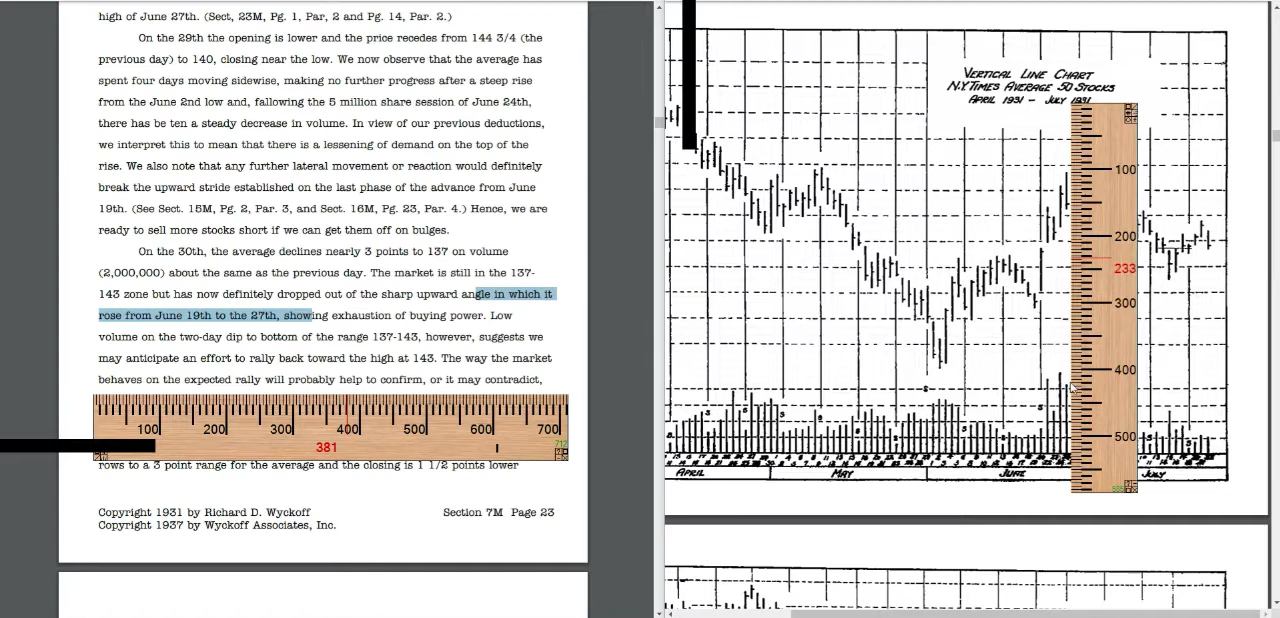 high of June 27th. (Sect, 23M, Pg. 1, Par, 2 and Pg. 14, Par. 2.)
On the 29th the opening is lower and the price recedes from 144 3/4 (the
previous day) to 140, closing near the low. We now observe that the average has
spent four days moving sidewise, making no further progress after a steep rise
from the June 2nd low and, fallowing the 5 million share session of June 24th,
there has be ten a steady decrease in volume. In view of our previous deductions,
we interpret this to mean that there is a lessening of demand on the top of the
rise. We also note that any further lateral movement or reaction would definitely
break the upward stride established on the last phase of the advance from June
19th. (See Sect. 15M, Pg. 2, Par. 3, and Sect. 16M, Pg. 23, Par. 4.) Hence, we are
ready to sell more stocks short if we can get them off on bulges.
On the 30th, the average declines nearly 3 points to 137 on volume
(2,000,000) about the same as the previous day. The market is still in the 137-
143 zone but has now definitely dropped out of the sharp upward angle in which it
rose from June 19th to the 27th, showing exhaustion of buying power. Low
volume on the two-day dip to bottom of the range 137-143, however, suggests we
may anticipate an effort to rally back toward the high at 143. The way the market
behaves on the expected rally will probably help to confirm, or it may contradict,
100 200 300 400 500 600 700
381
712
rows to a 3 point range for the average and the closing is 1 1/2 points lower
Copyright 1931 by Richard D. Wyckoff
Section 7M Page 23
Copyright 1937 by Wyckoff Associates, Inc.
VERTICAL LINE CHART
N.Y. TIMES AVERAGE 50 STOCKS
APRIL 1931 - JULY 1931
100
200
233
300
400
500
APRIL
MAY
JUNE
JULY